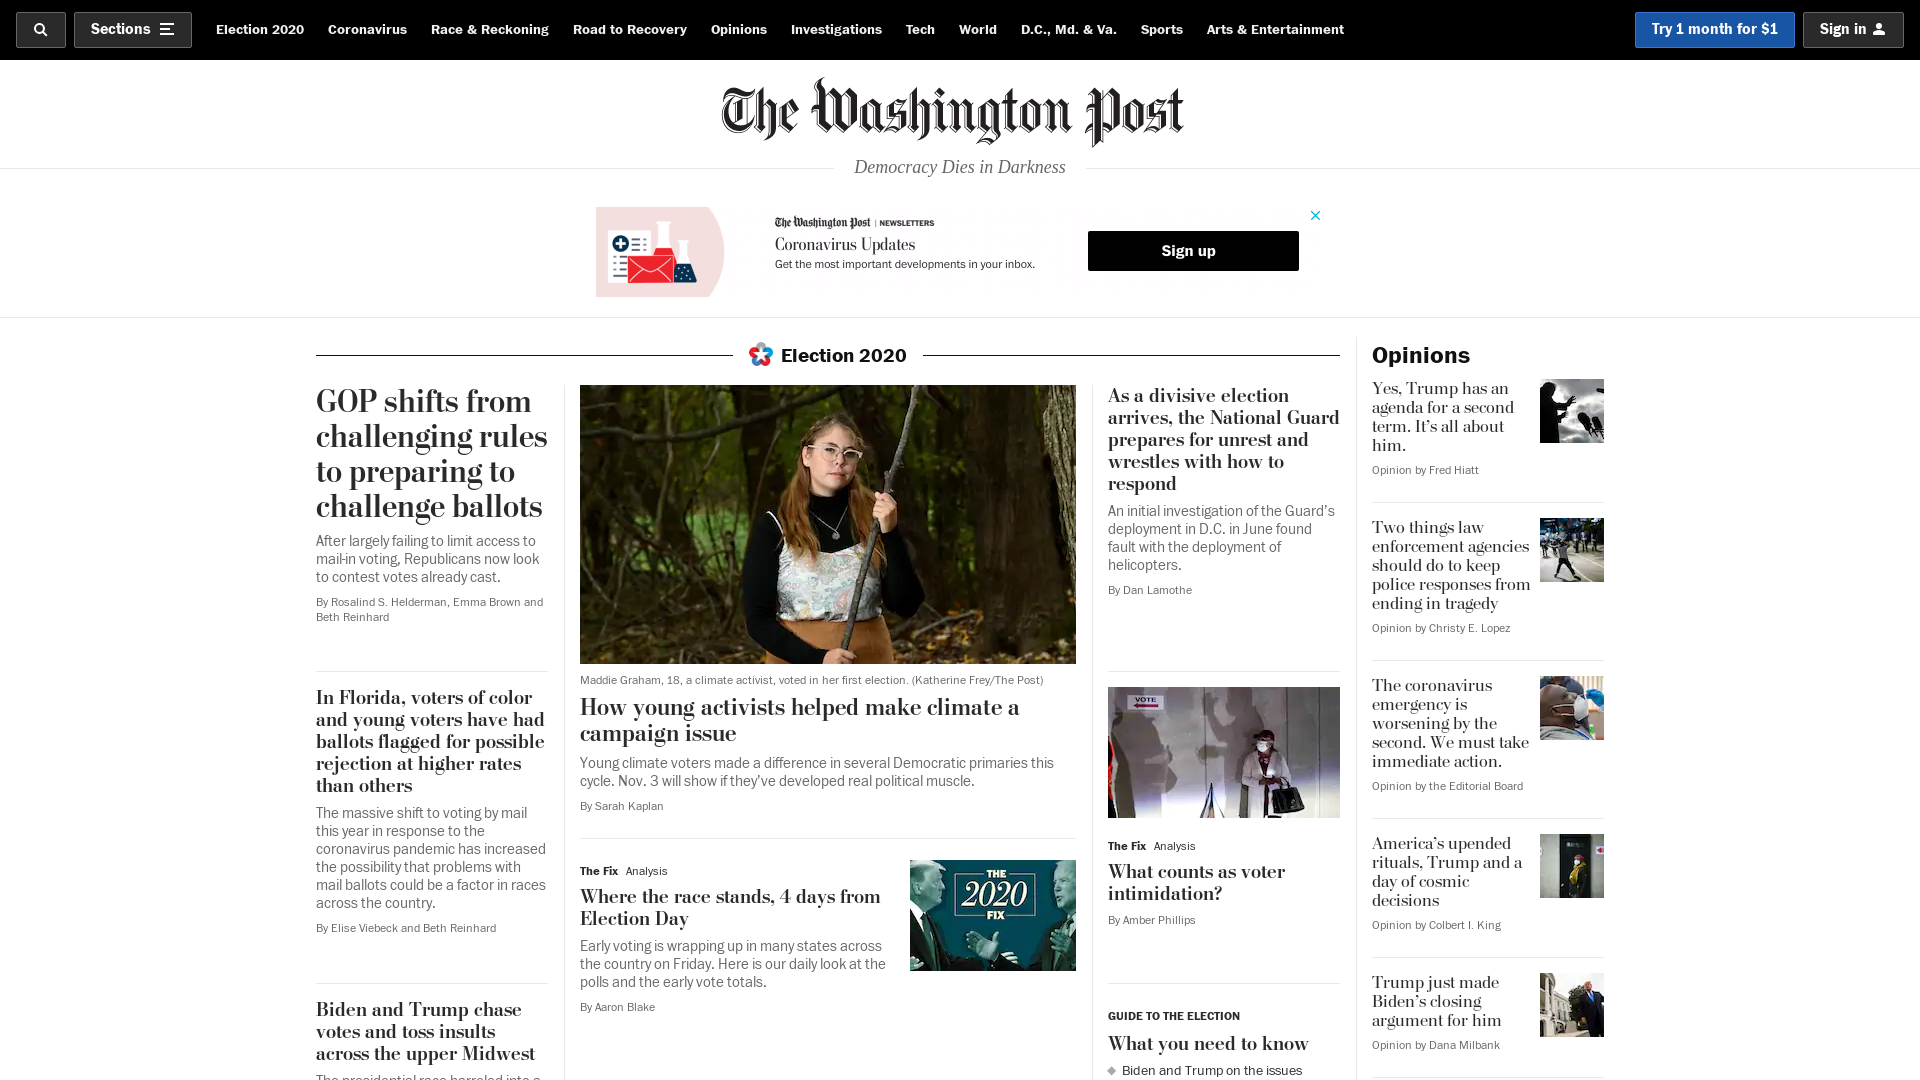 Sections
Election 2020
Coronavirus
Race & Reckoning
Road to Recovery
Opinions
Investigations
Tech
World
D.C., Md. & Va.
Sports
Arts & Entertainment
Try 1 month for $1
Sign in
The Washington Post
Democracy Dies in Darkness
The Washington Post | NEWSLETTERS
Coronavirus Updates
Get the most important developments in your inbox.
Sign up
Election 2020
GOP shifts from
challenging rules
to preparing to
challenge ballots
After largely failing to limit access to
mail-in voting, Republicans now look
to contest votes already cast.
By Rosalind S. Helderman, Emma Brown and
Beth Reinhard
In Florida, voters of color
and young voters have had
ballots flagged for possible
rejection at higher rates
than others
The massive shift to voting by mail
this year in response to the
coronavirus pandemic has increased
the possibility that problems with
mail ballots could be a factor in races
across the country.
By Elise Viebeck and Beth Reinhard
Biden and Trump chase
votes and toss insults
across the upper Midwest
The presidential race barreled into a
Maddie Graham, 18, a climate activist, voted in her first election. (Katherine Frey/The Post)
How young activists helped make climate a
campaign issue
Young climate voters made a difference in several Democratic primaries this
cycle. Nov. 3 will show if they’ve developed real political muscle.
By Sarah Kaplan
The Fix Analysis
Where the race stands, 4 days from
Election Day
Early voting is wrapping up in many states across
the country on Friday. Here is our daily look at the
polls and the early vote totals.
By Aaron Blake
THE
2020
FIX
As a divisive election
arrives, the National Guard
prepares for unrest and
wrestles with how to
respond
An initial investigation of the Guard’s
deployment in D.C. in June found
fault with the deployment of
helicopters.
By Dan Lamothe
VOTE
The Fix Analysis
What counts as voter
intimidation?
By Amber Phillips
GUIDE TO THE ELECTION
What you need to know
Biden and Trump on the issues
Opinions
Yes, Trump has an
agenda for a second
term. It’s all about
him.
Opinion by Fred Hiatt
Two things law
enforcement agencies
should do to keep
police responses from
ending in tragedy
Opinion by Christy E. Lopez
The coronavirus
emergency is
worsening by the
second. We must take
immediate action.
Opinion by the Editorial Board
America’s upended
rituals, Trump and a
day of cosmic
decisions
Opinion by Colbert I. King
Trump just made
Biden’s closing
argument for him
Opinion by Dana Milbank